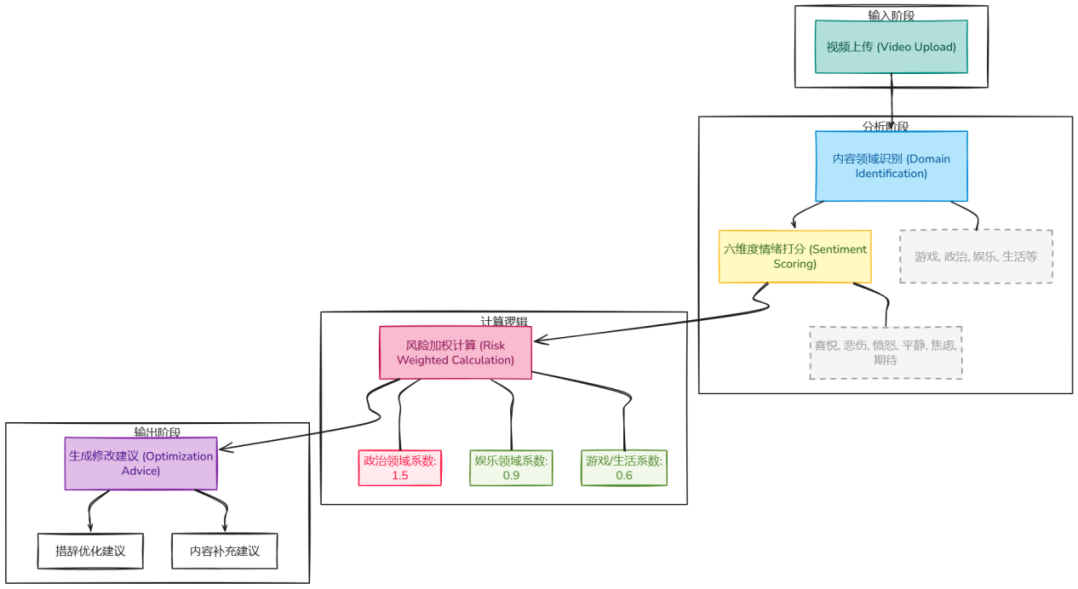 输入阶段
视频上传 (Video Upload)
分析阶段
内容领域识别 (Domain
Identification)
六维度情绪打分 (Sentiment
Scoring)
游戏, 政治, 娱乐, 生活等
喜悦, 悲伤, 愤怒, 平静, 焦虑,
期待
计算逻辑
风险加权计算 (Risk
Weighted Calculation)
政治领域系数:
1.5
娱乐领域系数:
0.9
游戏/生活系数:
0.6
输出阶段
生成修改建议 (Optimization
Advice)
措辞优化建议
内容补充建议